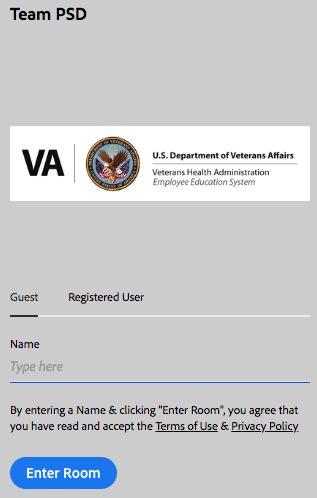 Team PSD
VA
U.S. Department of Veterans Affairs
Veterans Health Administration
Employee Education System
Guest Registered User
Name
Type here
By entering a Name & clicking "Enter Room", you agree that
you have read and accept the Terms of Use & Privacy Policy
Enter Room